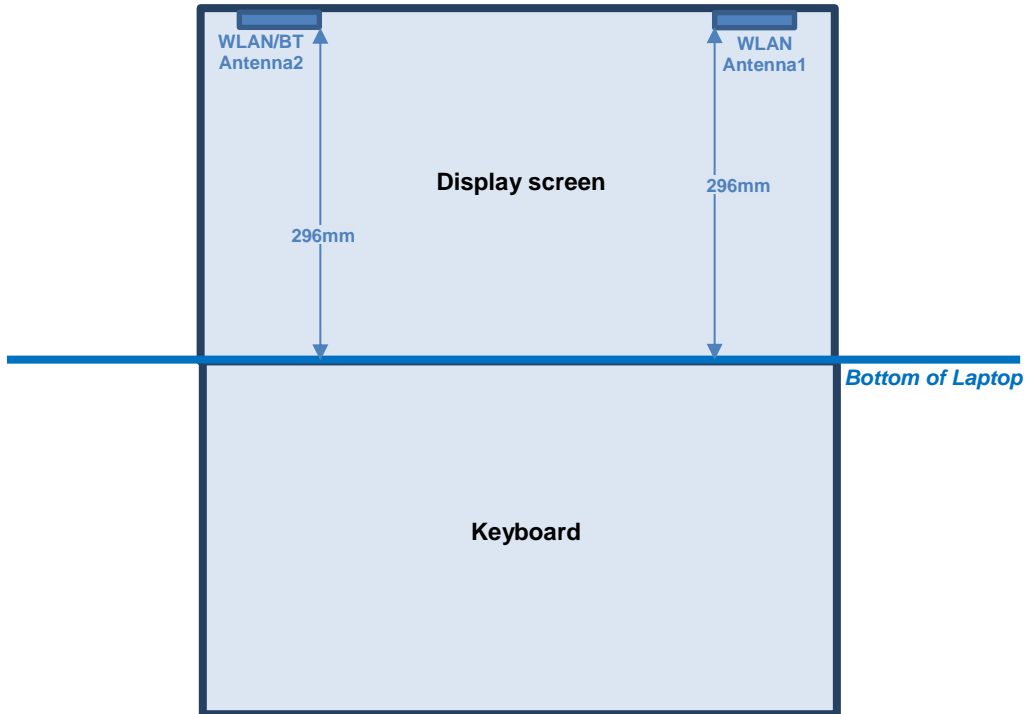 WLAN/BT
Antenna2
WLAN
Antenna1
Display screen
296mm
296mm
Bottom of Laptop
Keyboard